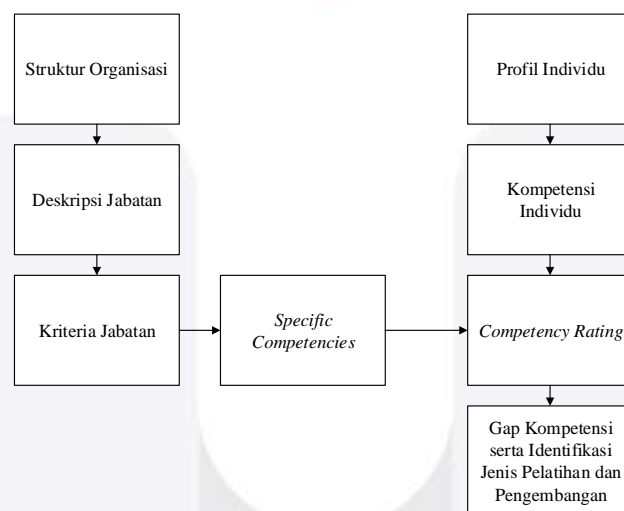 Struktur Organisasi
Deskripsi Jabatan
Kriteria Jabatan
Specific
Competencies
Profil Individu
Kompetensi
Individu
Competency Rating
Gap Kompetensi
serta Identifikasi
Jenis Pelatihan dan
Pengembangan